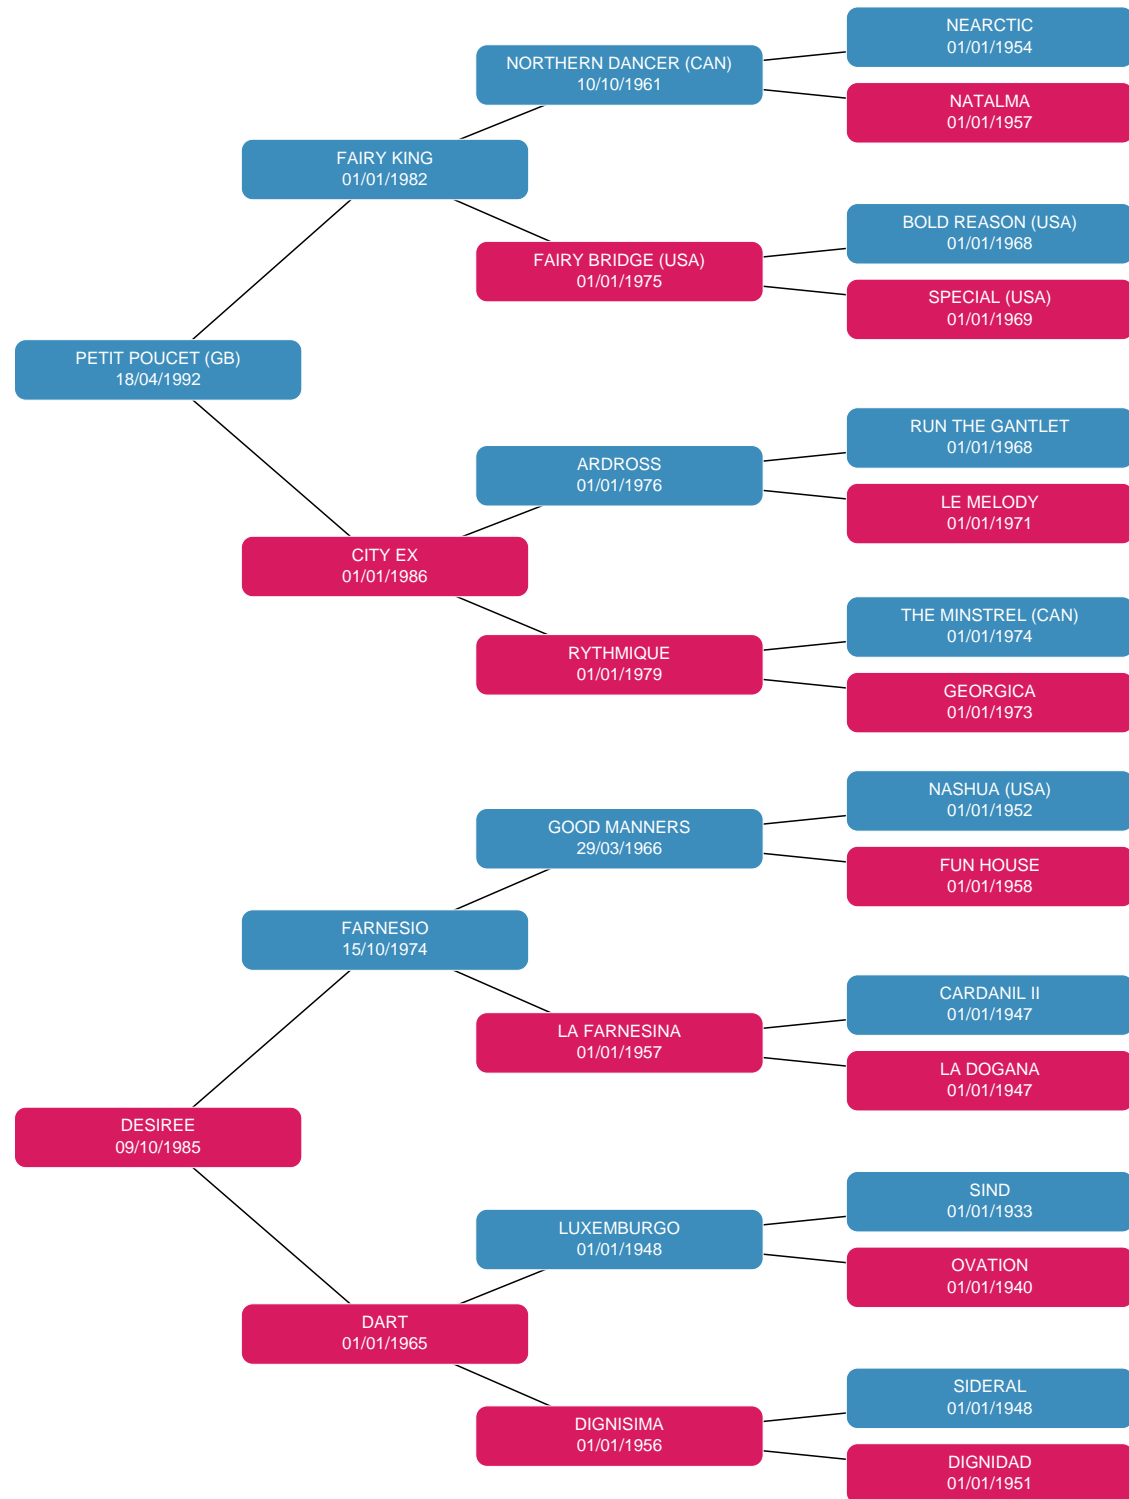 NEARCTIC
01/01/1954
NORTHERN DANCER (CAN)
10/10/1961
NATALMA
01/01/1957
FAIRY KING
01/01/1982
BOLD REASON (USA)
01/01/1968
FAIRY BRIDGE (USA)
01/01/1975
SPECIAL (USA)
01/01/1969
PETIT POUCET (GB)
18/04/1992
RUN THE GANTLET
01/01/1968
ARDROSS
01/01/1976
LE MELODY
01/01/1971
CITY EX
01/01/1986
THE MINSTREL (CAN)
01/01/1974
RYTHMIQUE
01/01/1979
GEORGICA
01/01/1973
NASHUA (USA)
01/01/1952
GOOD MANNERS
29/03/1966
FUN HOUSE
01/01/1958
FARNESIO
15/10/1974
CARDANIL II
01/01/1947
LA FARNESINA
01/01/1957
LA DOGANA
01/01/1947
DESIREE
09/10/1985
SIND
01/01/1933
LUXEMBURGO
01/01/1948
OVATION
01/01/1940
DART
01/01/1965
SIDERAL
01/01/1948
DIGNISIMA
01/01/1956
DIGNIDAD
01/01/1951